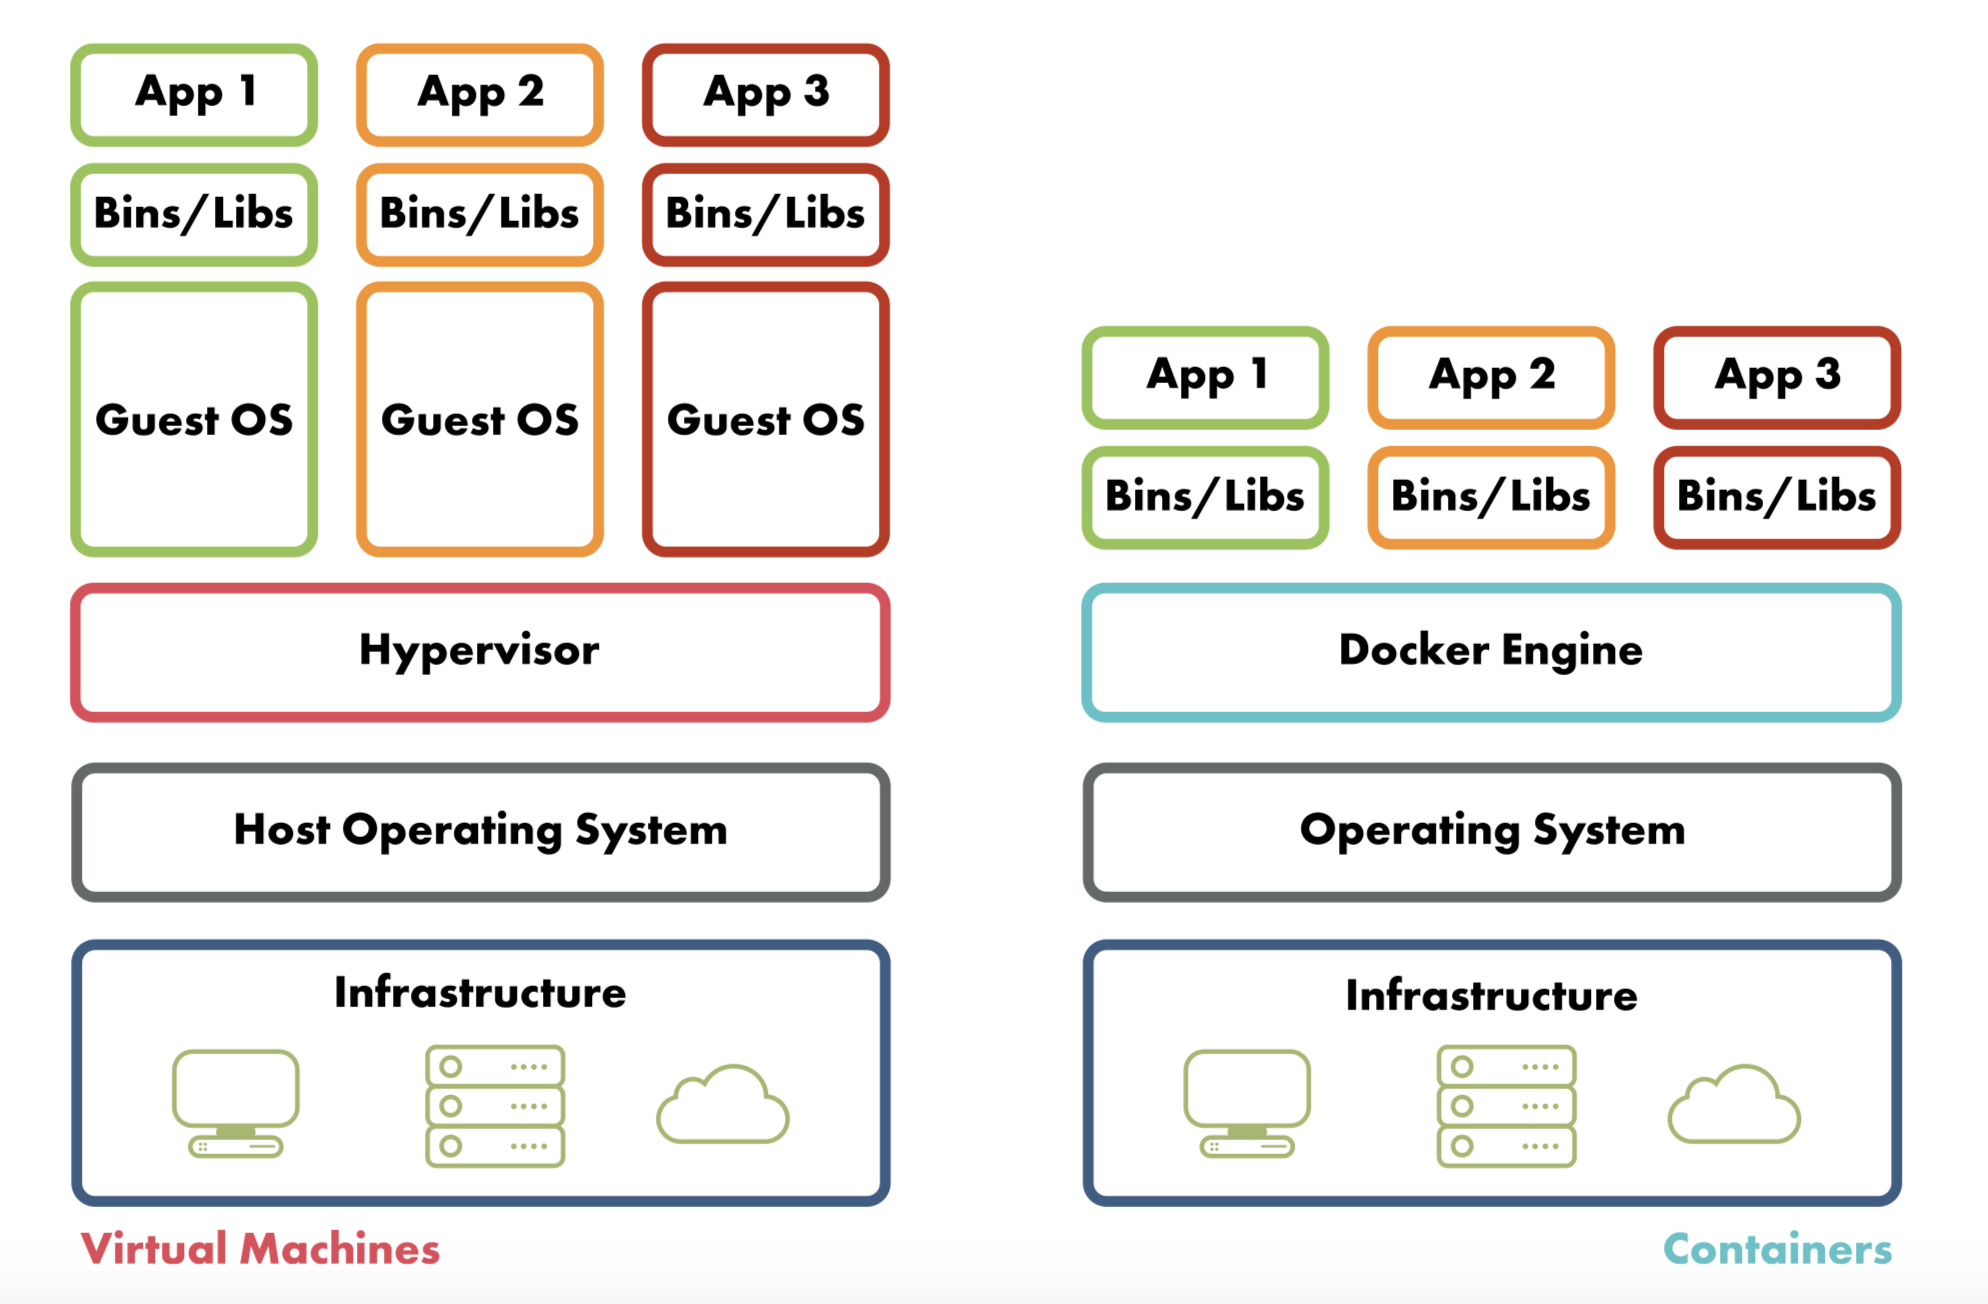 App 1
App 2
App 3
Bins/Libs
Bins/Libs
Bins/Libs
Guest OS
Guest OS
Guest OS
Hypervisor
Host Operating System
Infrastructure
Virtual Machines
App 1
App 2
App 3
Bins/Libs
Bins/Libs
Bins/Libs
Docker Engine
Operating System
Infrastructure
Containers